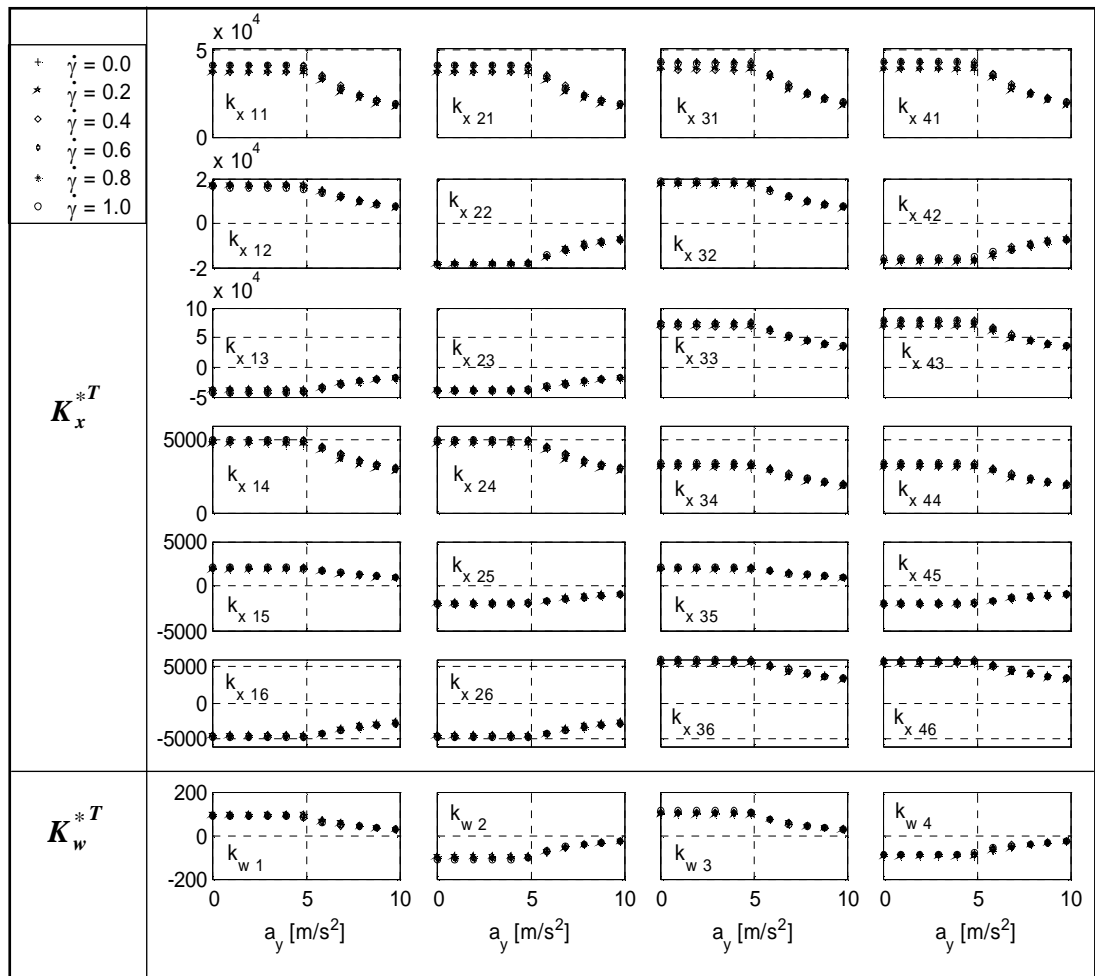 γ̇ = 0.0
γ̇ = 0.2
γ̇ = 0.4
γ̇ = 0.6
γ̇ = 0.8
γ̇ = 1.0
x 10^4
5
0
k_x 11
k_x 21
k_x 31
k_x 41
x 10^4
2
0
-2
k_x 12
k_x 22
k_x 32
k_x 42
x 10^4
10
5
0
-5
k_x 13
k_x 23
k_x 33
k_x 43
K_x^*T
5000
0
k_x 14
k_x 24
k_x 34
k_x 44
5000
0
-5000
k_x 15
k_x 25
k_x 35
k_x 45
5000
0
-5000
k_x 16
k_x 26
k_x 36
k_x 46
K_w^*T
200
0
-200
k_w 1
k_w 2
k_w 3
k_w 4
0 5 10 0 5 10 0 5 10 0 5 10
a_y [m/s^2] a_y [m/s^2] a_y [m/s^2] a_y [m/s^2]